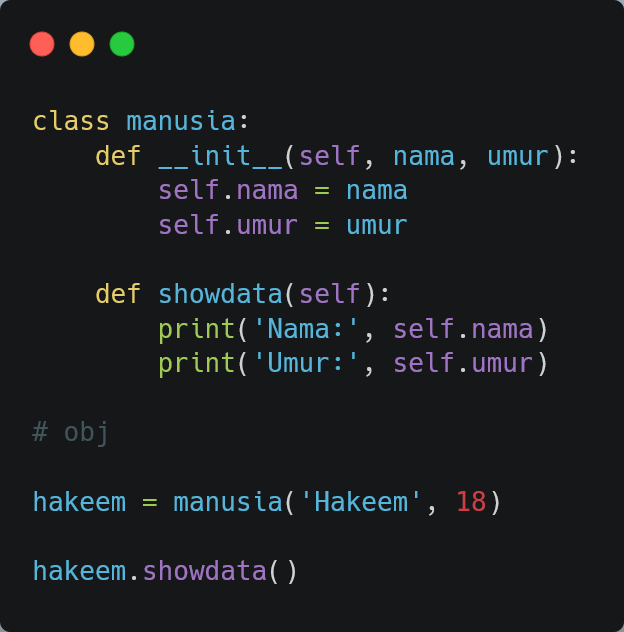 class manusia:
    def __init__(self, nama, umur):
        self.nama = nama
        self.umur = umur

    def showdata(self):
        print('Nama:', self.nama)
        print('Umur:', self.umur)

# obj

hakeem = manusia('Hakeem', 18)

hakeem.showdata()